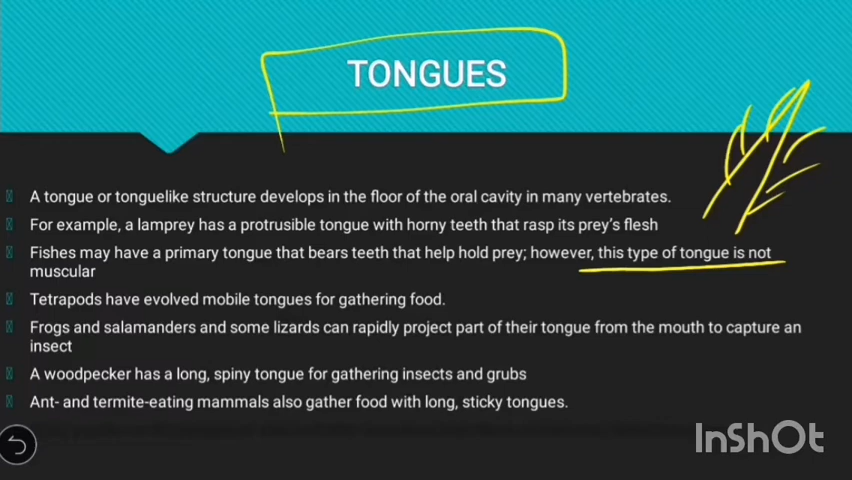 TONGUES
A tongue or tonguelike structure develops in the floor of the oral cavity in many vertebrates.
For example, a lamprey has a protrusible tongue with horny teeth that rasp its prey's flesh
Fishes may have a primary tongue that bears teeth that help hold prey; however, this type of tongue is not
muscular
Tetrapods have evolved mobile tongues for gathering food.
Frogs and salamanders and some lizards can rapidly project part of their tongue from the mouth to capture an
insect
A woodpecker has a long, spiny tongue for gathering insects and grubs
Ant- and termite-eating mammals also gather food with long, sticky tongues.
InShOt